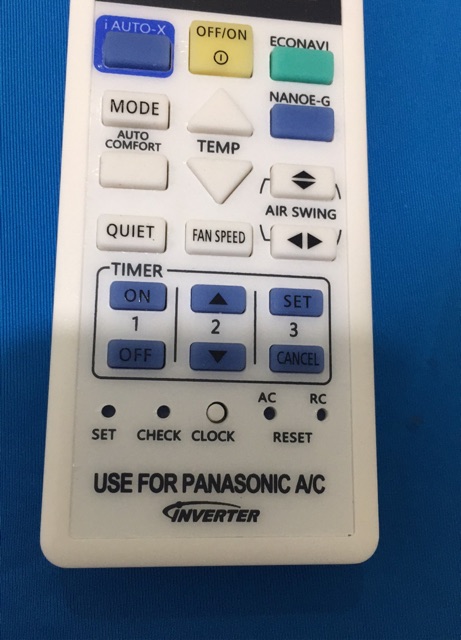 iAUTO-X
OFF/ON
ECONAVI
NANOE-G
MODE
AUTO
COMFORT
TEMP
AIR SWING
QUIET
FAN SPEED
TIMER
ON
SET
1
2
3
OFF
CANCEL
AC
RC
SET
CHECK
CLOCK
RESET
USE FOR PANASONIC A/C
INVERTER